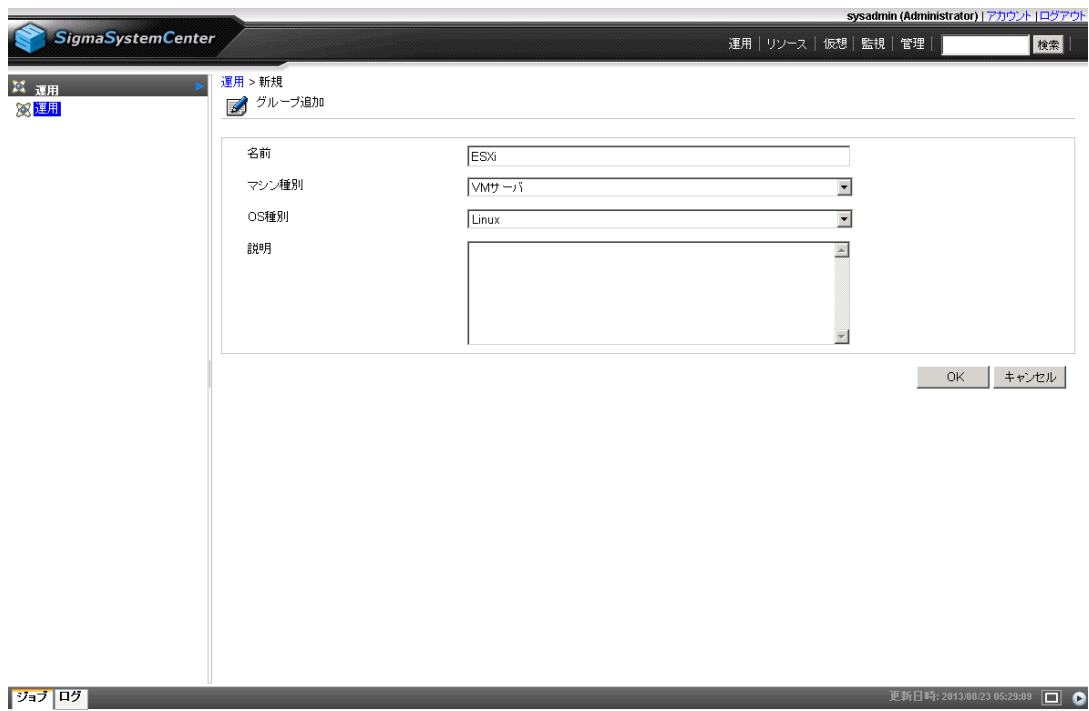 sysadmin (Administrator) | アカウント | ログアウト
SigmaSystemCenter
運用 | リソース | 仮想 | 監視 | 管理 | 検索 |
運用
運用
運用 > 新規
グループ追加
名前 ESXi
マシン種別 VMサーバ
OS種別 Linux
説明
OK キャンセル
ジョブ ログ 更新日時: 2013/08/23 05:29:09